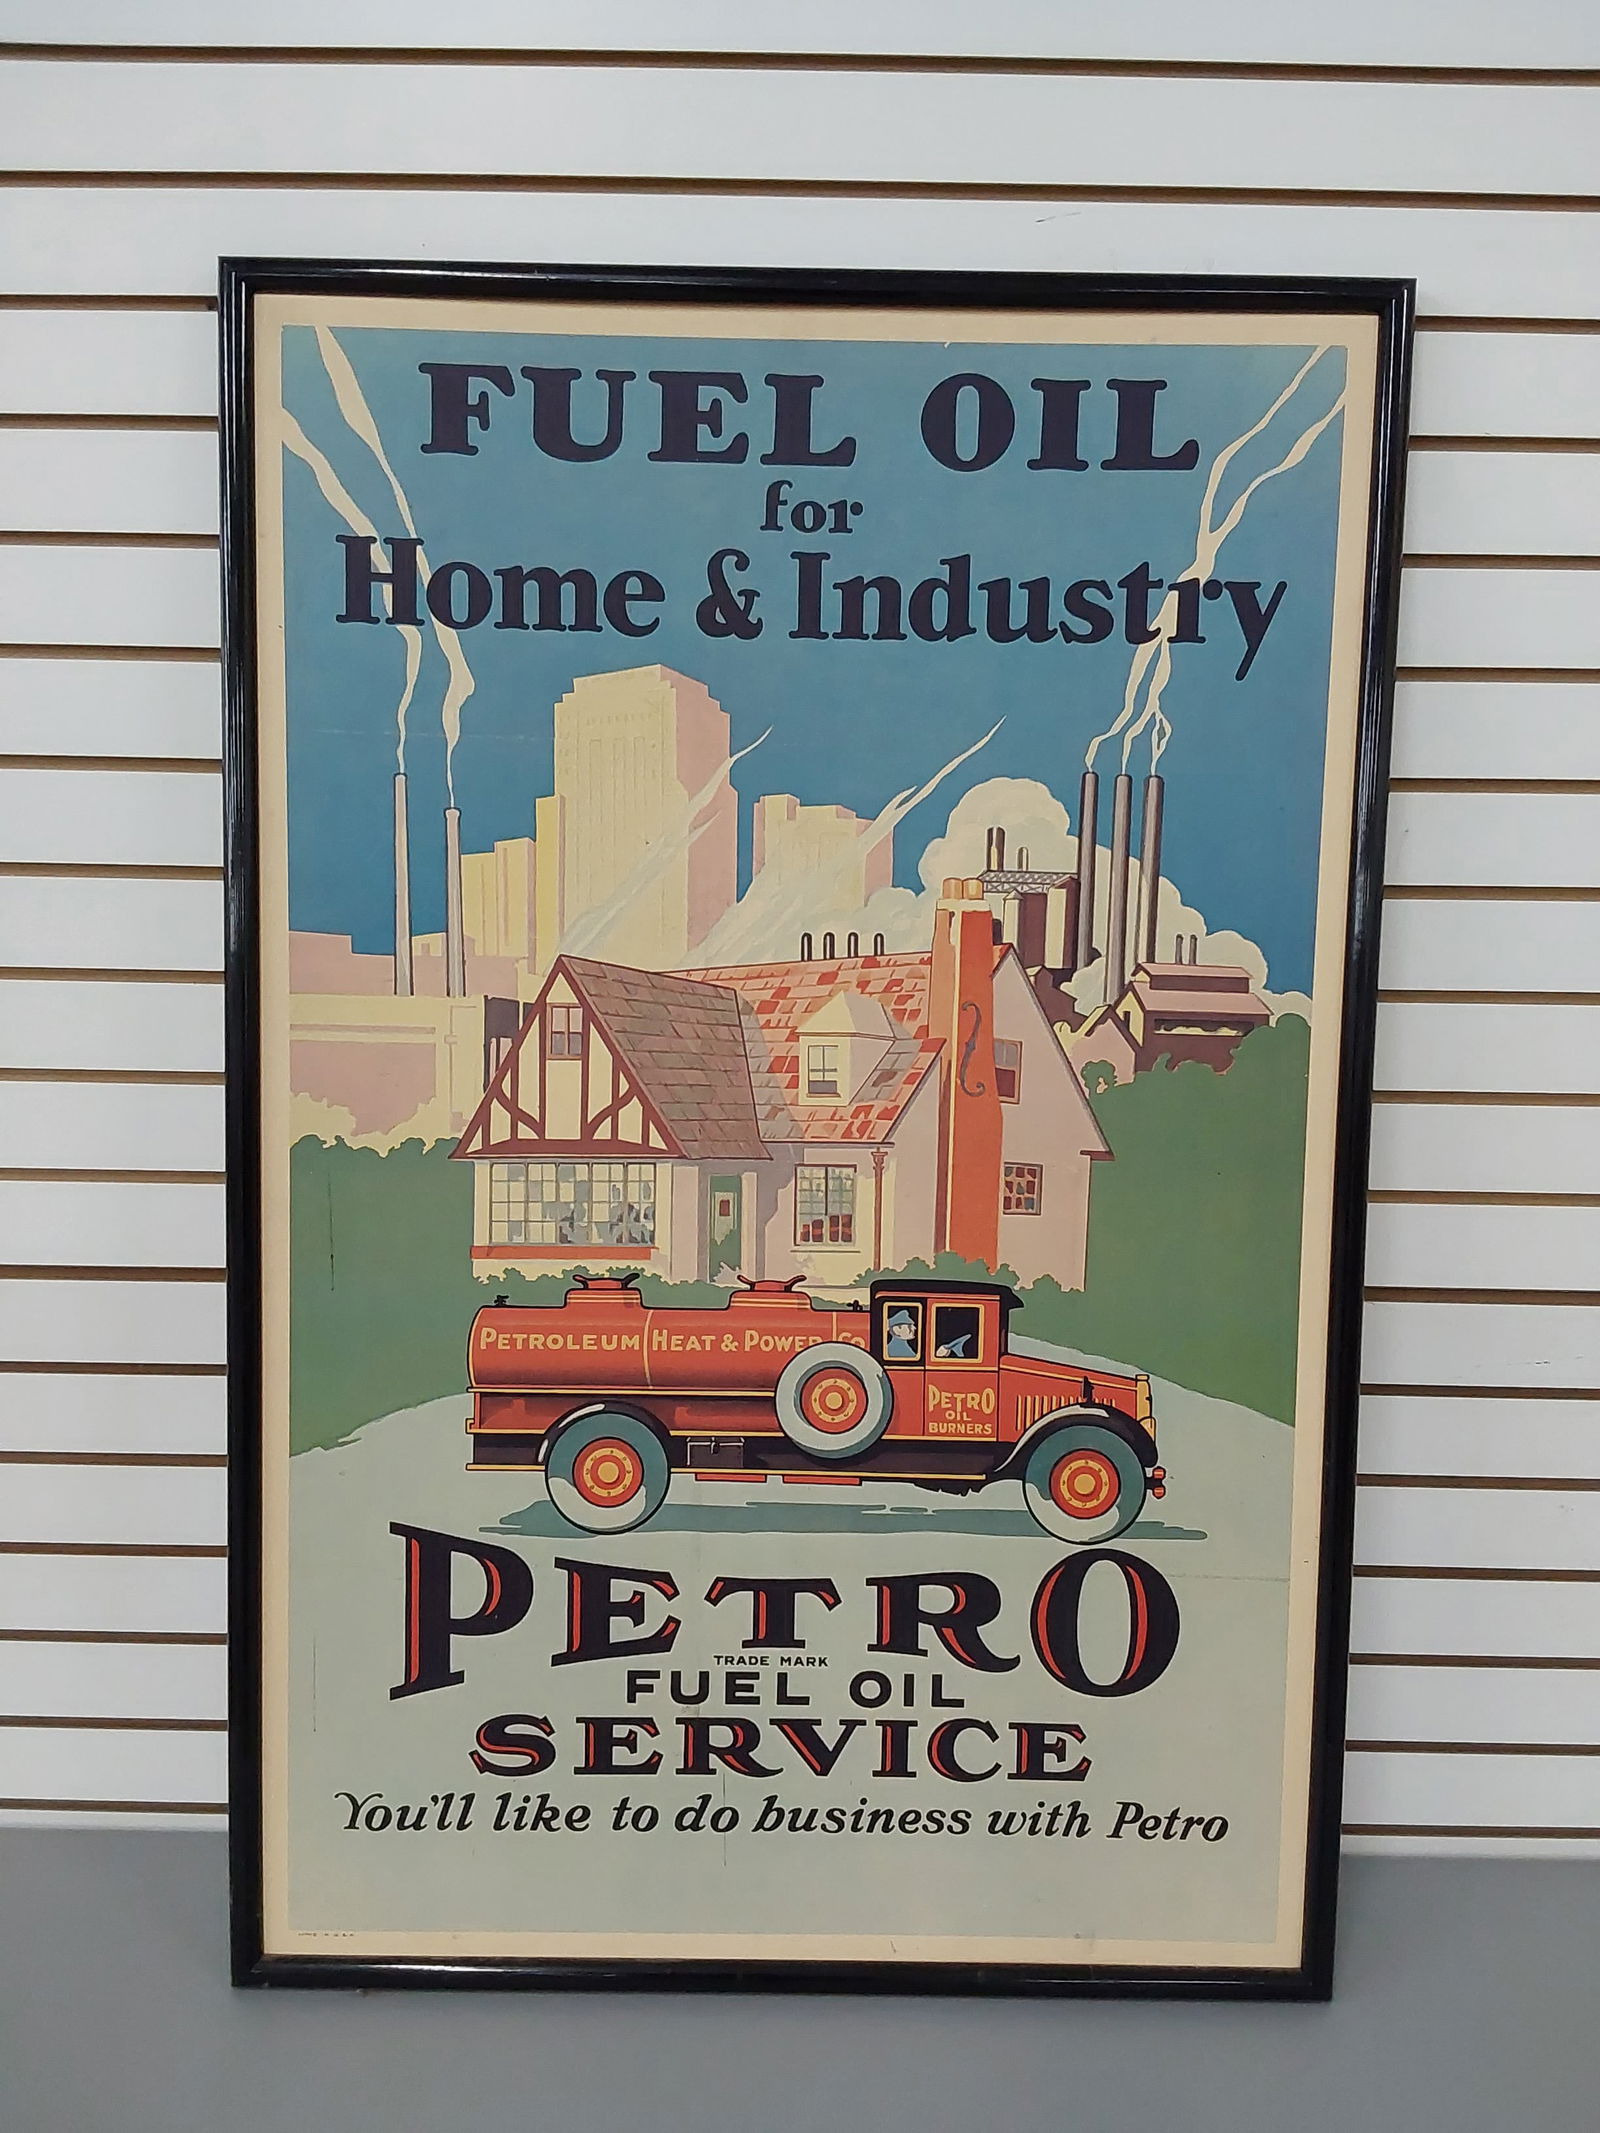 FUEL OIL
for
Home & Industry
PETROLEUM HEAT & POWER CO
PETRO
OIL
BURNERS
PETRO
TRADE MARK
FUEL OIL
SERVICE
You'll like to do business with Petro